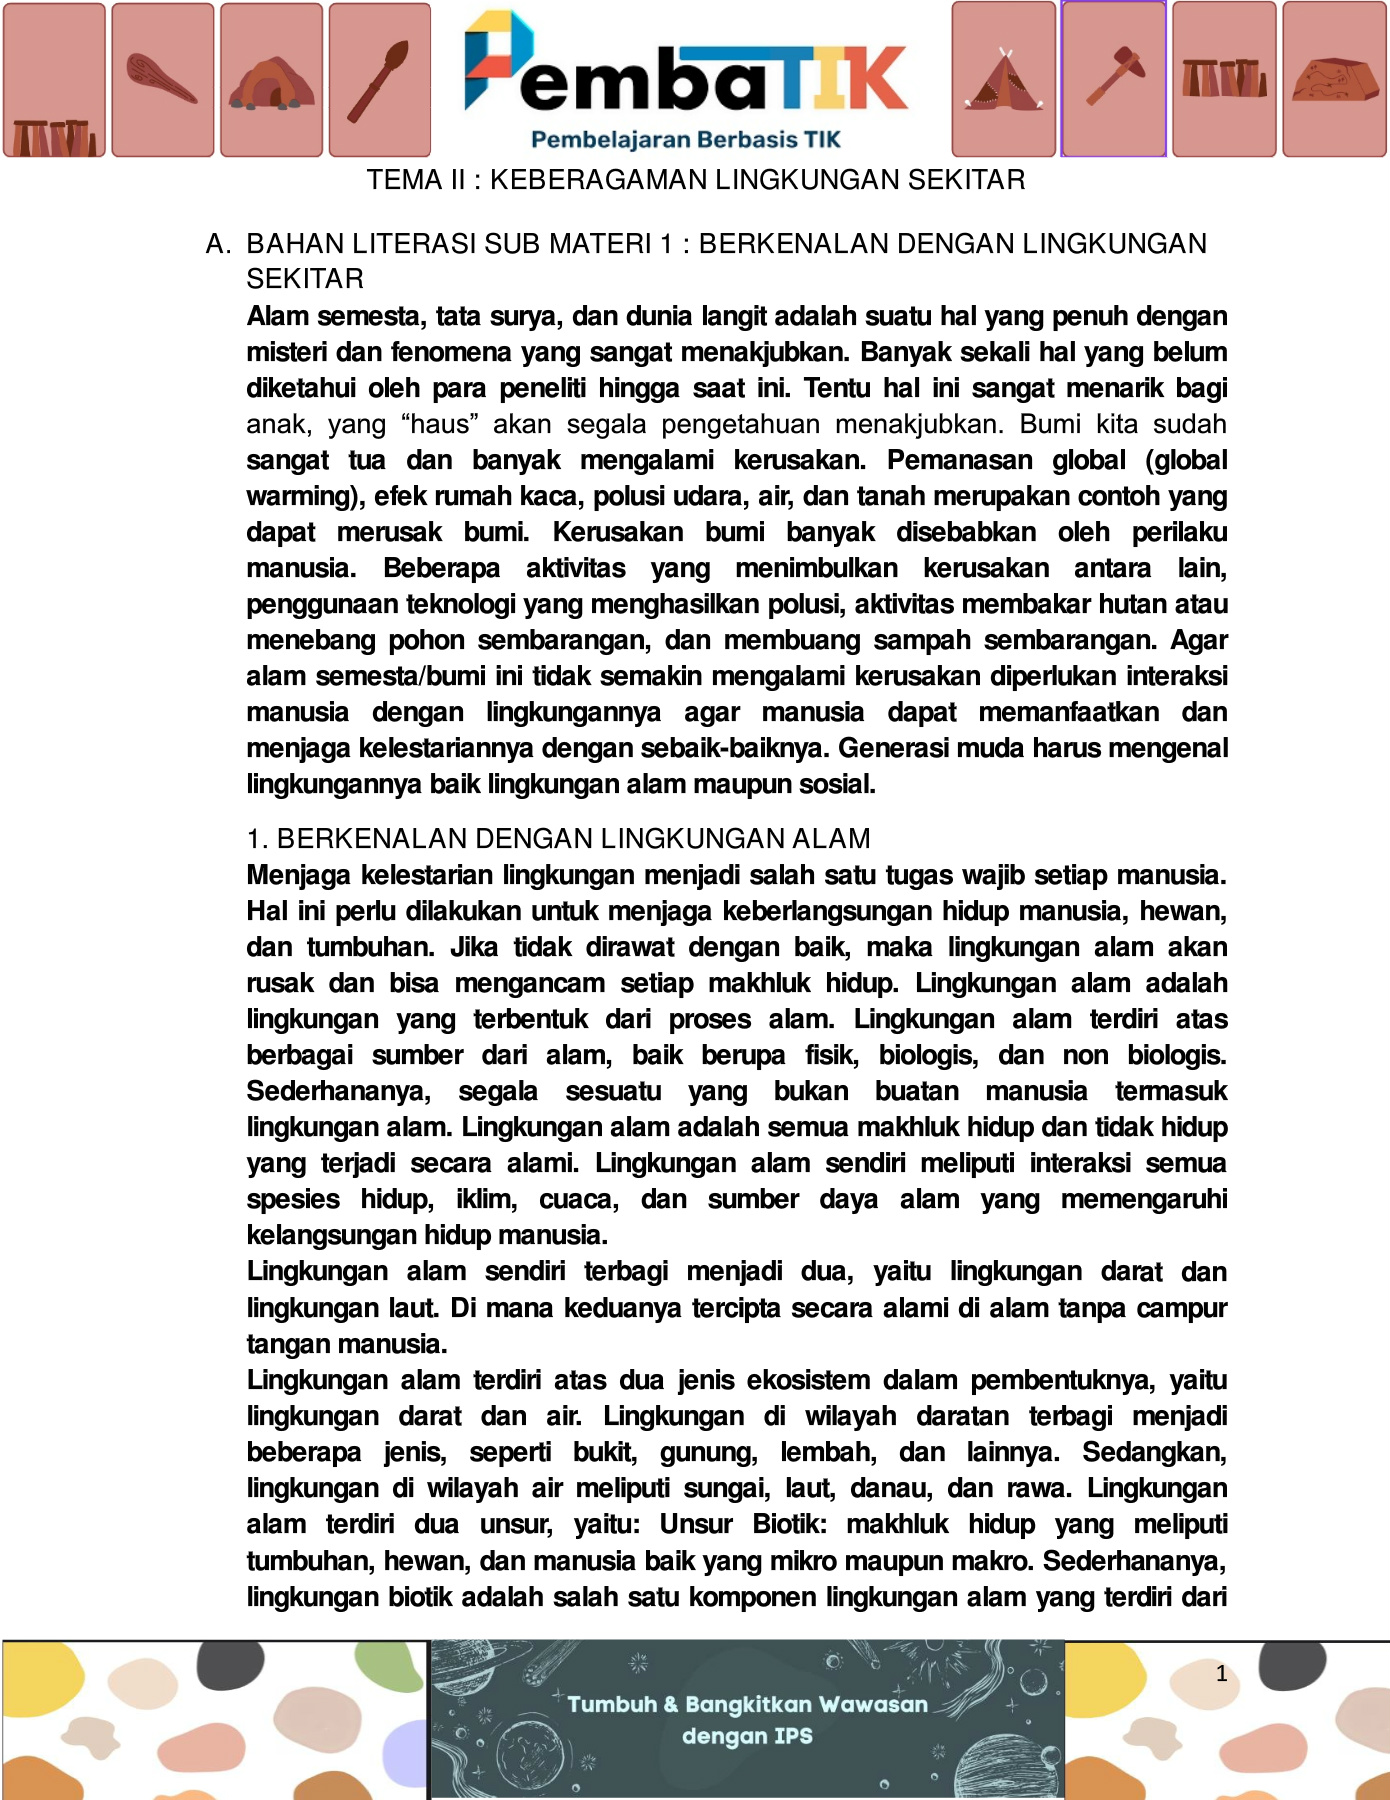 PembaTIK
Pembelajaran Berbasis TIK
TEMA II : KEBERAGAMAN LINGKUNGAN SEKITAR
A. BAHAN LITERASI SUB MATERI 1 : BERKENALAN DENGAN LINGKUNGAN
SEKITAR
Alam semesta, tata surya, dan dunia langit adalah suatu hal yang penuh dengan
misteri dan fenomena yang sangat menakjubkan. Banyak sekali hal yang belum
diketahui oleh para peneliti hingga saat ini. Tentu hal ini sangat menarik bagi
anak, yang “haus” akan segala pengetahuan menakjubkan. Bumi kita sudah
sangat tua dan banyak mengalami kerusakan. Pemanasan global (global
warming), efek rumah kaca, polusi udara, air, dan tanah merupakan contoh yang
dapat merusak bumi. Kerusakan bumi banyak disebabkan oleh perilaku
manusia. Beberapa aktivitas yang menimbulkan kerusakan antara lain,
penggunaan teknologi yang menghasilkan polusi, aktivitas membakar hutan atau
menebang pohon sembarangan, dan membuang sampah sembarangan. Agar
alam semesta/bumi ini tidak semakin mengalami kerusakan diperlukan interaksi
manusia dengan lingkungannya agar manusia dapat memanfaatkan dan
menjaga kelestariannya dengan sebaik-baiknya. Generasi muda harus mengenal
lingkungannya baik lingkungan alam maupun sosial.
1. BERKENALAN DENGAN LINGKUNGAN ALAM
Menjaga kelestarian lingkungan menjadi salah satu tugas wajib setiap manusia.
Hal ini perlu dilakukan untuk menjaga keberlangsungan hidup manusia, hewan,
dan tumbuhan. Jika tidak dirawat dengan baik, maka lingkungan alam akan
rusak dan bisa mengancam setiap makhluk hidup. Lingkungan alam adalah
lingkungan yang terbentuk dari proses alam. Lingkungan alam terdiri atas
berbagai sumber dari alam, baik berupa fisik, biologis, dan non biologis.
Sederhananya, segala sesuatu yang bukan buatan manusia termasuk
lingkungan alam. Lingkungan alam adalah semua makhluk hidup dan tidak hidup
yang terjadi secara alami. Lingkungan alam sendiri meliputi interaksi semua
spesies hidup, iklim, cuaca, dan sumber daya alam yang memengaruhi
kelangsungan hidup manusia.
Lingkungan alam sendiri terbagi menjadi dua, yaitu lingkungan darat dan
lingkungan laut. Di mana keduanya tercipta secara alami di alam tanpa campur
tangan manusia.
Lingkungan alam terdiri atas dua jenis ekosistem dalam pembentuknya, yaitu
lingkungan darat dan air. Lingkungan di wilayah daratan terbagi menjadi
beberapa jenis, seperti bukit, gunung, lembah, dan lainnya. Sedangkan,
lingkungan di wilayah air meliputi sungai, laut, danau, dan rawa. Lingkungan
alam terdiri dua unsur, yaitu: Unsur Biotik: makhluk hidup yang meliputi
tumbuhan, hewan, dan manusia baik yang mikro maupun makro. Sederhananya,
lingkungan biotik adalah salah satu komponen lingkungan alam yang terdiri dari
1
Tumbuh & Bangkitkan Wawasan
dengan IPS